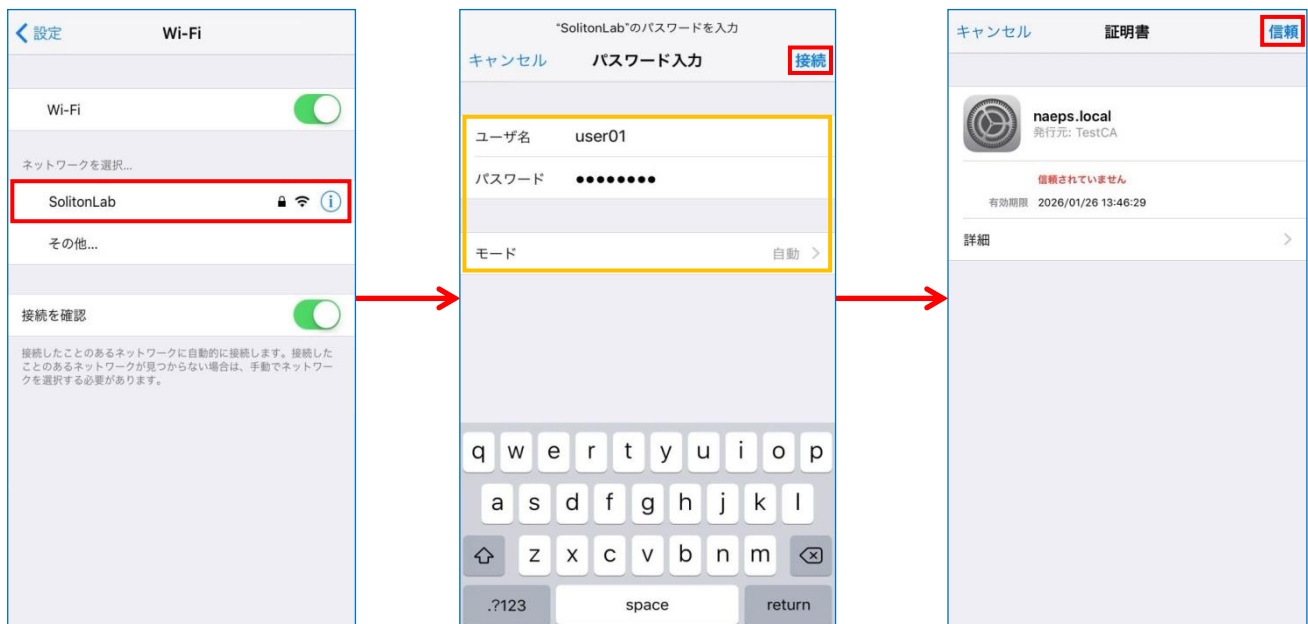 設定
Wi-Fi
Wi-Fi
ネットワークを選択...
SolitonLab
その他...
接続を確認
接続したことのあるネットワークに自動的に接続します。接続した
ことのあるネットワークが見つからない場合は、手動でネットワー
クを選択する必要があります。
"SolitonLab"のパスワードを入力
キャンセル パスワード入力 接続
ユーザ名 user01
パスワード ●●●●●●●●
モード 自動
q w e r t y u i o p
a s d f g h j k l
z x c v b n m
.?123 space return
キャンセル 証明書 信頼
naeps.local
発行元: TestCA
信頼されていません
有効期限 2026/01/26 13:46:29
詳細